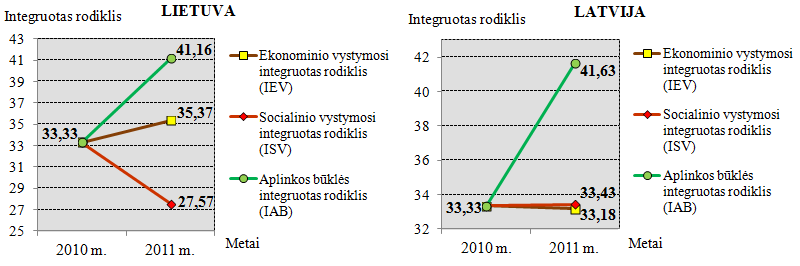 LIETUVA
Integruotas rodiklis
43
41
39
37
35
33
31
29
27
25
41,16
35,37
33,33
27,57
2010 m.
2011 m.
Metai
Ekonominio vystymosi
integruotas rodiklis
(IEV)
Socialinio vystymosi
integruotas rodiklis
(ISV)
Aplinkos būklės
integruotas rodiklis
(IAB)
LATVIJA
Integruotas rodiklis
42
40
38
36
34
32
41,63
33,33
33,43
33,18
2010 m.
2011 m.
Metai
Ekonominio vystymosi
integruotas rodiklis
(IEV)
Socialinio vystymosi
integruotas rodiklis
(ISV)
Aplinkos būklės
integruotas rodiklis
(IAB)